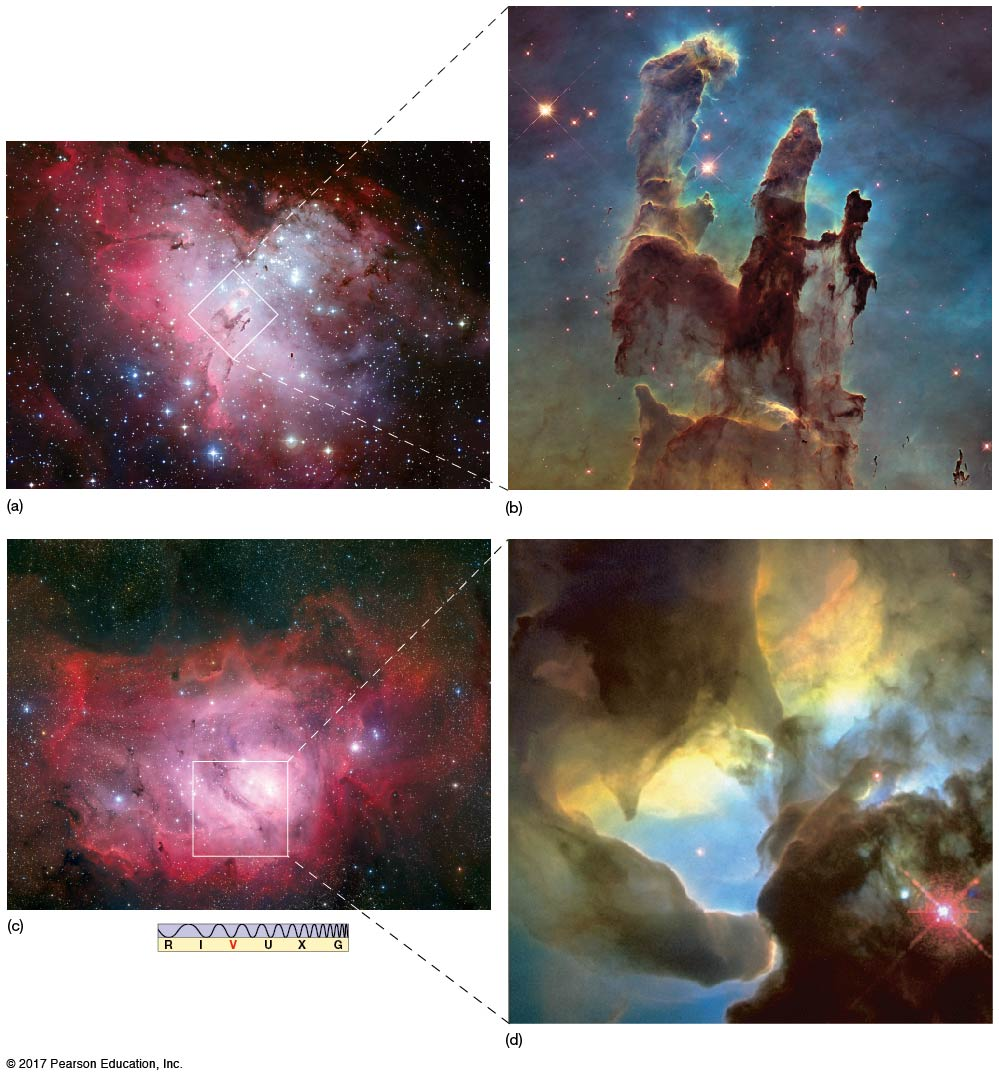 (a)
(b)
(c)
R I V U X G
(d)
© 2017 Pearson Education, Inc.